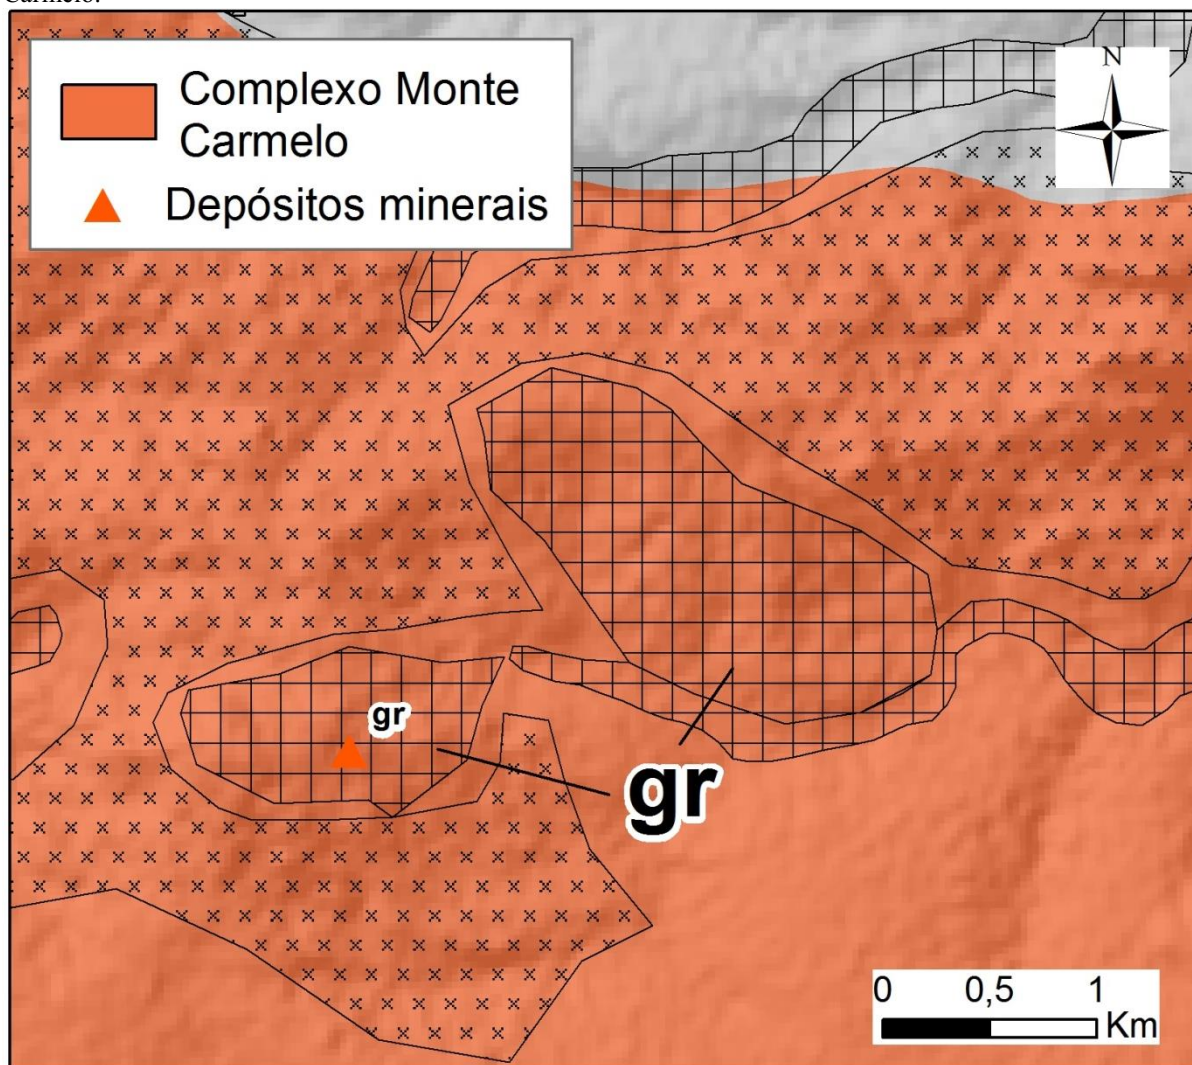 Carmelo.
Complexo Monte
Carmelo
Depósitos minerais
N
gr
gr
0 0,5 1
Km